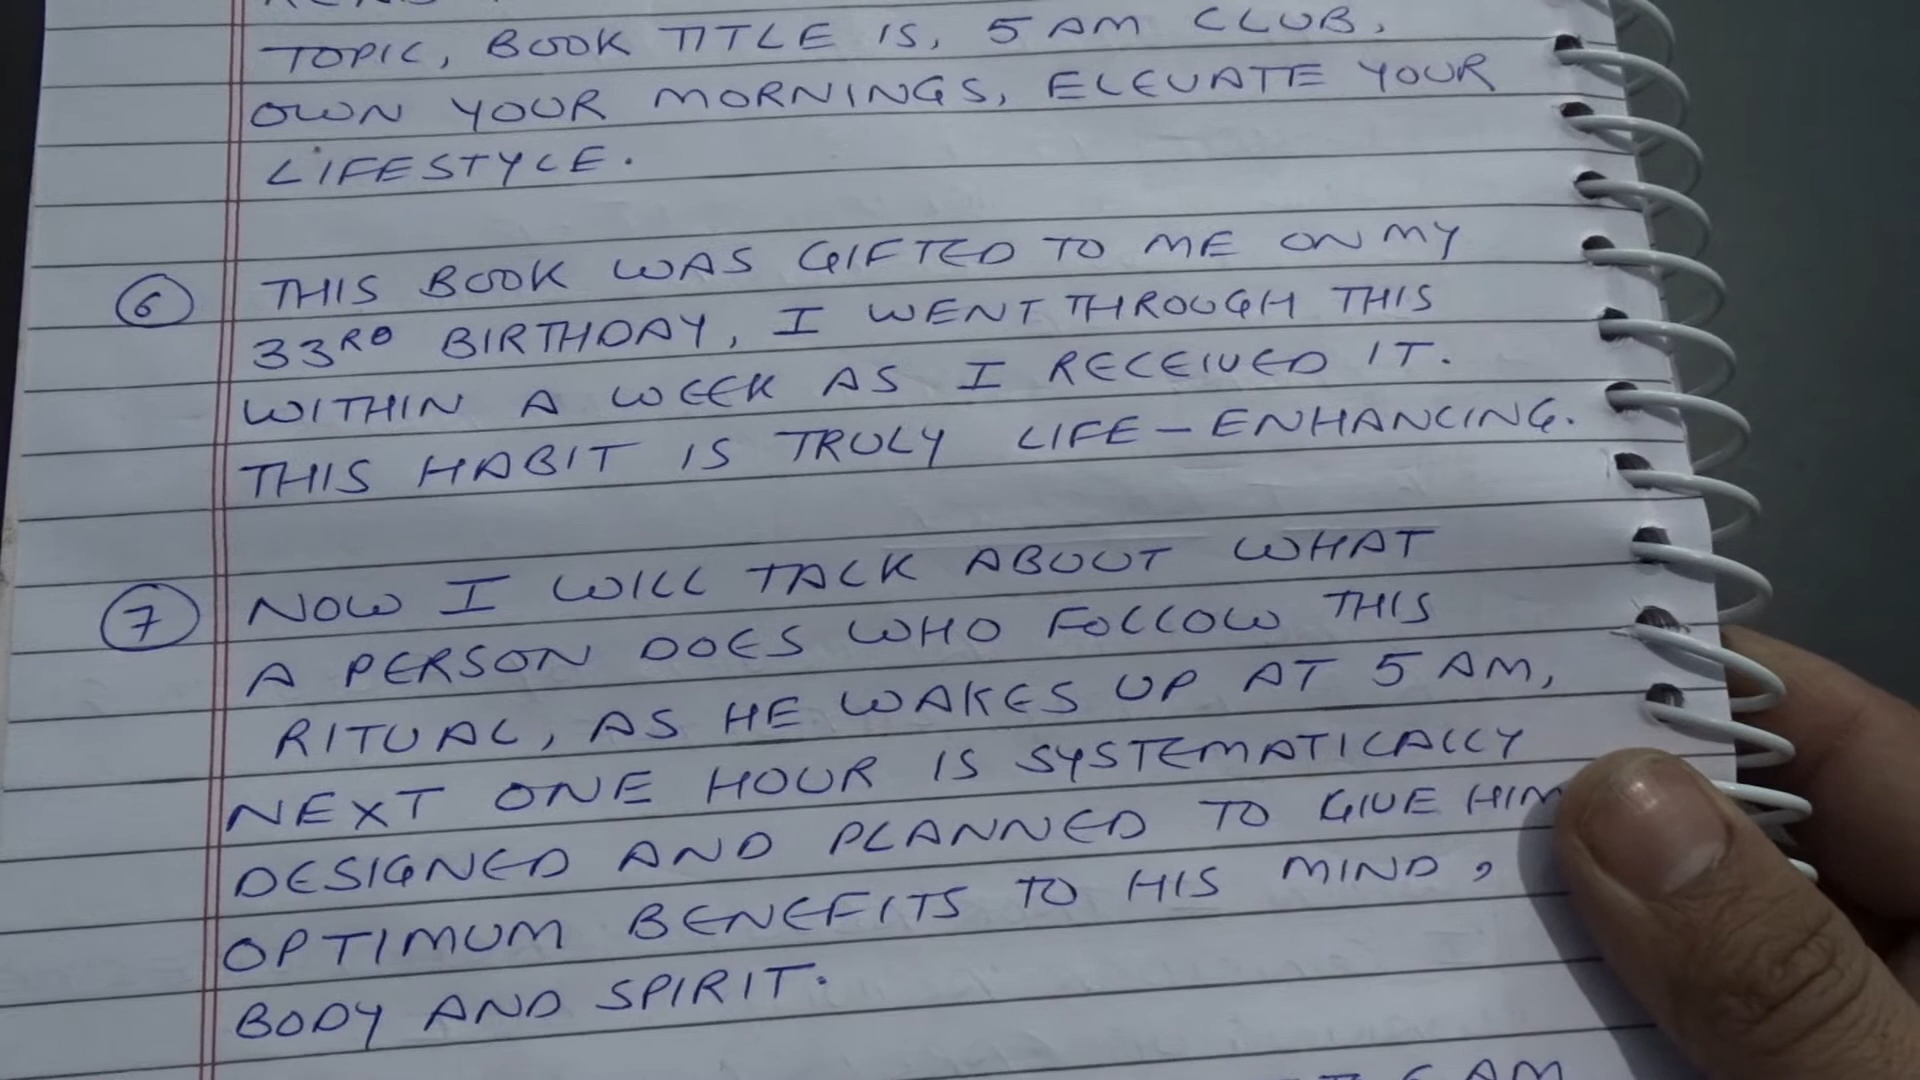 TOPIC, BOOK TITLE IS, 5 AM CLUB,
OWN YOUR MORNINGS, ELEVATE YOUR
LIFESTYLE.
6 THIS BOOK WAS GIFTED TO ME ON MY
33RD BIRTHDAY, I WENT THROUGH THIS
WITHIN A WEEK AS I RECEIVED IT.
THIS HABIT IS TRULY LIFE-ENHANCING.
7 NOW I WILL TALK ABOUT WHAT
A PERSON DOES WHO FOLLOW THIS
RITUAL, AS HE WAKES UP AT 5 AM,
NEXT ONE HOUR IS SYSTEMATICALLY
DESIGNED AND PLANNED TO GIVE HIM
OPTIMUM BENEFITS TO HIS MIND,
BODY AND SPIRIT.
AM